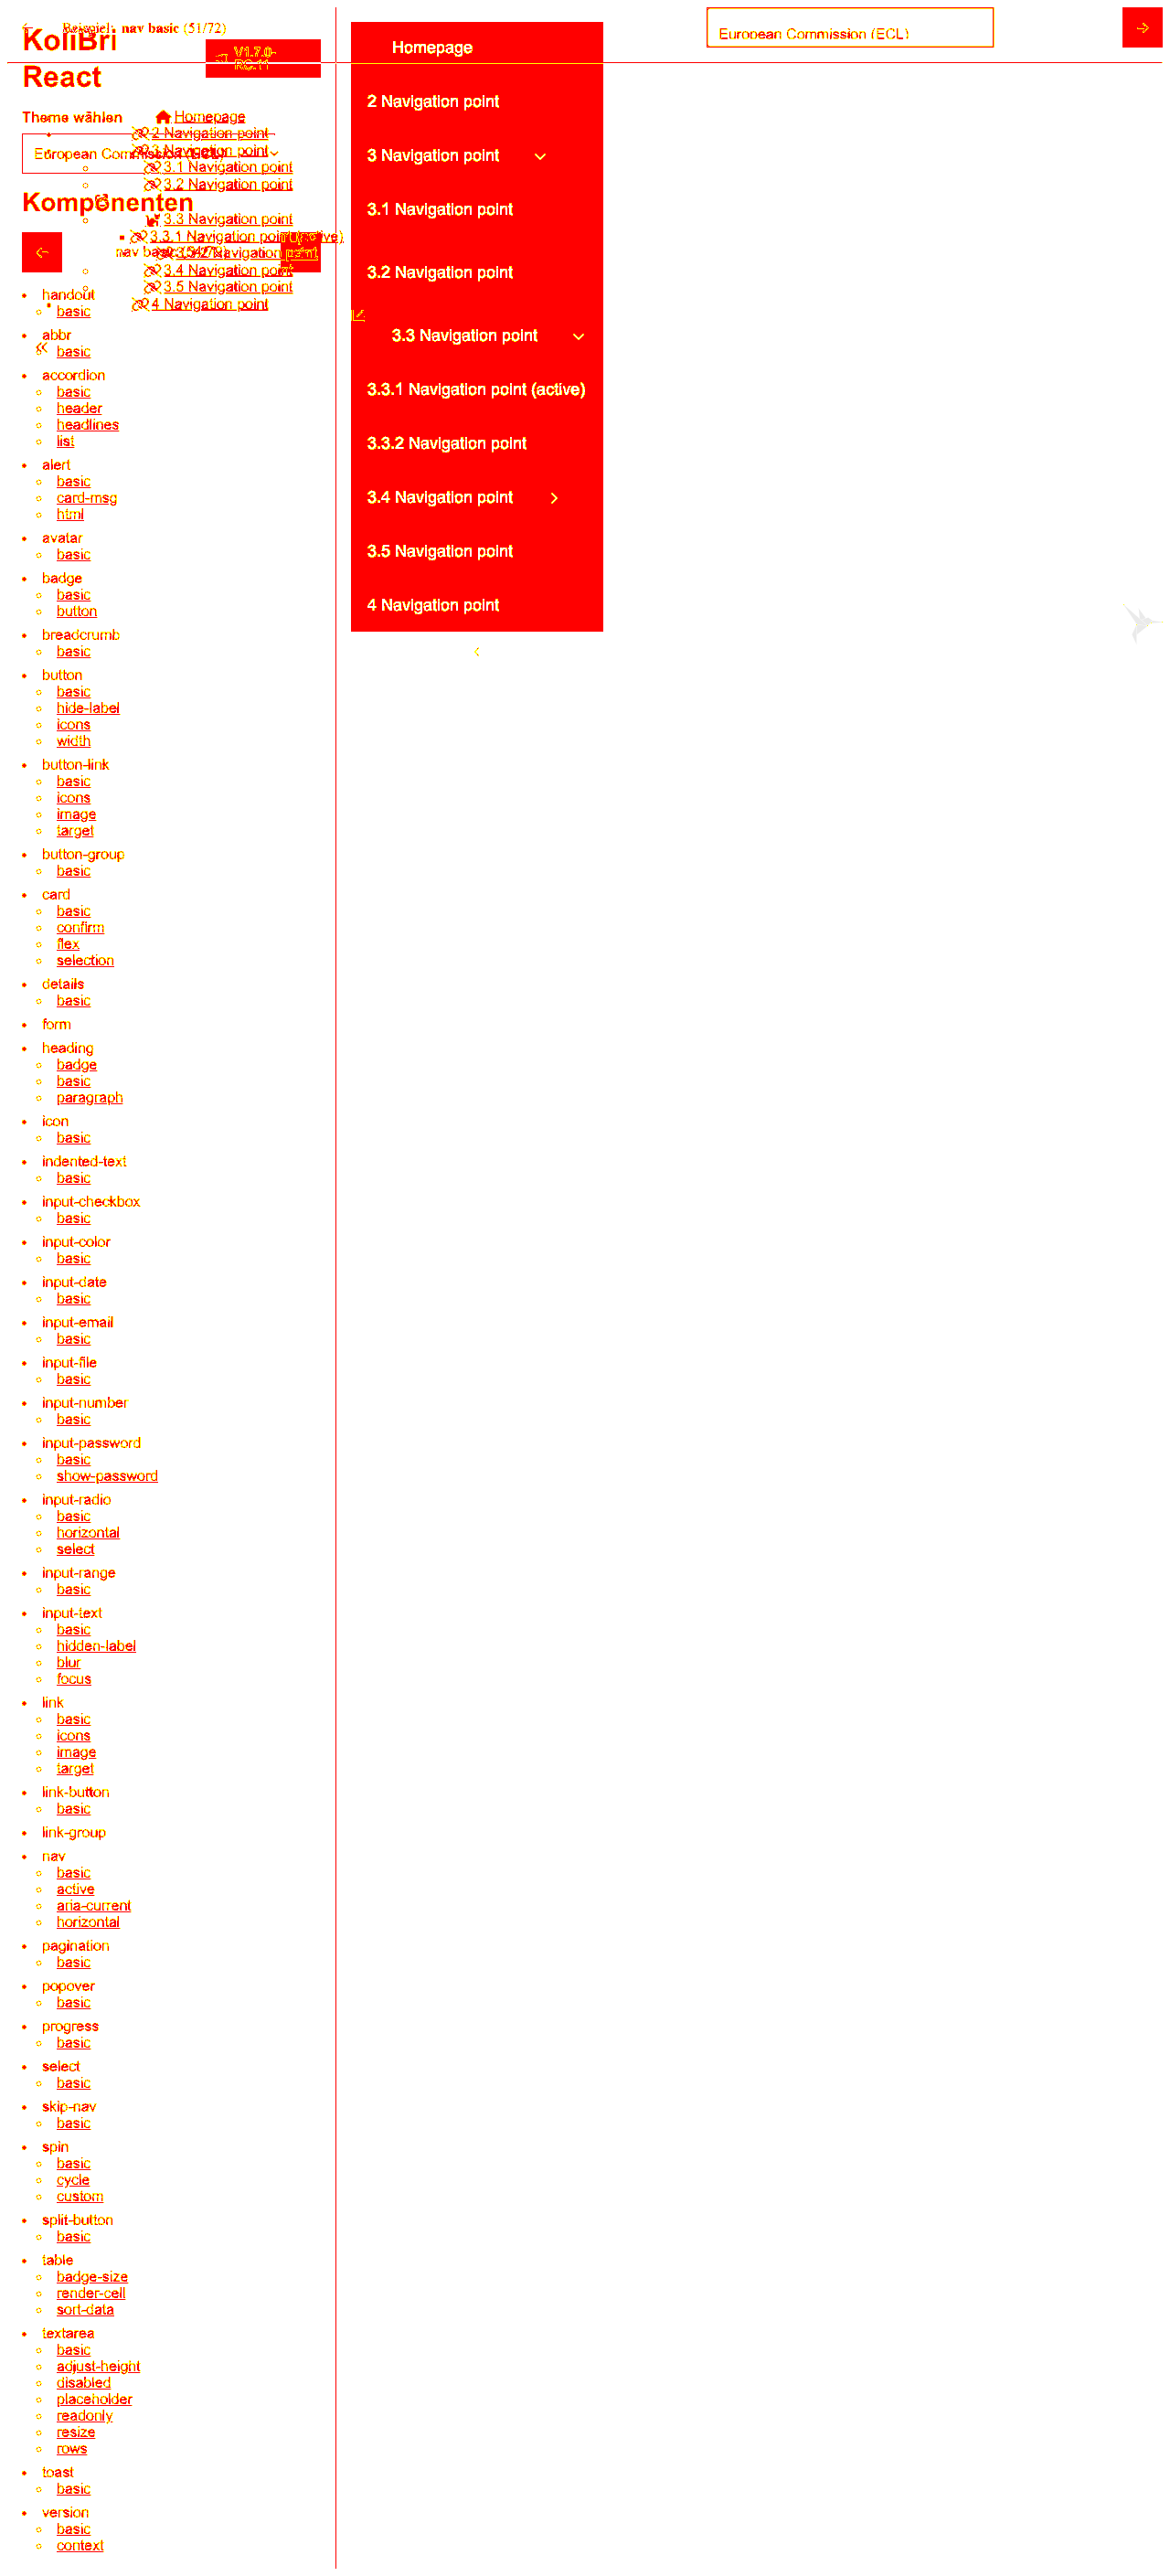 Beispiel: nav basic (51/72)
European Commission (ECL)
KoliBri
React
V1.7.0-
RC.11
Theme wählen
European Commission (ECL)
Komponenten
nav basic (51/72)
Homepage
2 Navigation point
3 Navigation point
3.1 Navigation point
3.2 Navigation point
3.3 Navigation point
3.3.1 Navigation point (active)
3.3.2 Navigation point
3.4 Navigation point
3.5 Navigation point
4 Navigation point
handout
basic
abbr
basic
accordion
basic
header
headlines
list
alert
basic
card-msg
html
avatar
basic
badge
basic
button
breadcrumb
basic
button
basic
hide-label
icons
width
button-link
basic
icons
image
target
button-group
basic
card
basic
confirm
flex
selection
details
basic
form
heading
badge
basic
paragraph
icon
basic
indented-text
basic
input-checkbox
basic
input-color
basic
input-date
basic
input-email
basic
input-file
basic
input-number
basic
input-password
basic
show-password
input-radio
basic
horizontal
select
input-range
basic
input-text
basic
hidden-label
blur
focus
link
basic
icons
image
target
link-button
basic
link-group
nav
basic
active
aria-current
horizontal
pagination
basic
popover
basic
progress
basic
select
basic
skip-nav
basic
spin
basic
cycle
custom
split-button
basic
table
badge-size
render-cell
sort-data
textarea
basic
adjust-height
disabled
placeholder
readonly
resize
rows
toast
basic
version
basic
context
Homepage
2 Navigation point
3 Navigation point
3.1 Navigation point
3.2 Navigation point
3.3 Navigation point
3.3.1 Navigation point (active)
3.3.2 Navigation point
3.4 Navigation point
3.5 Navigation point
4 Navigation point